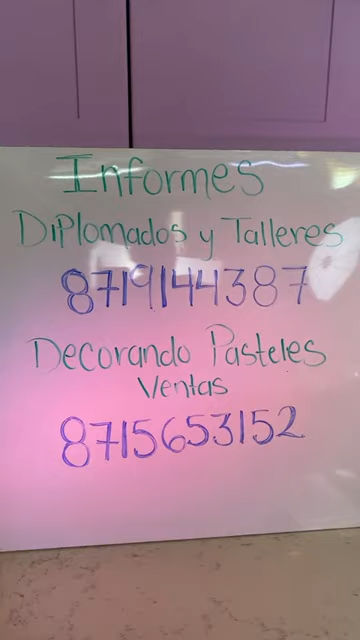 Informes
Diplomados y Talleres
8719144387
Decorando Pasteles
Ventas
8715653152